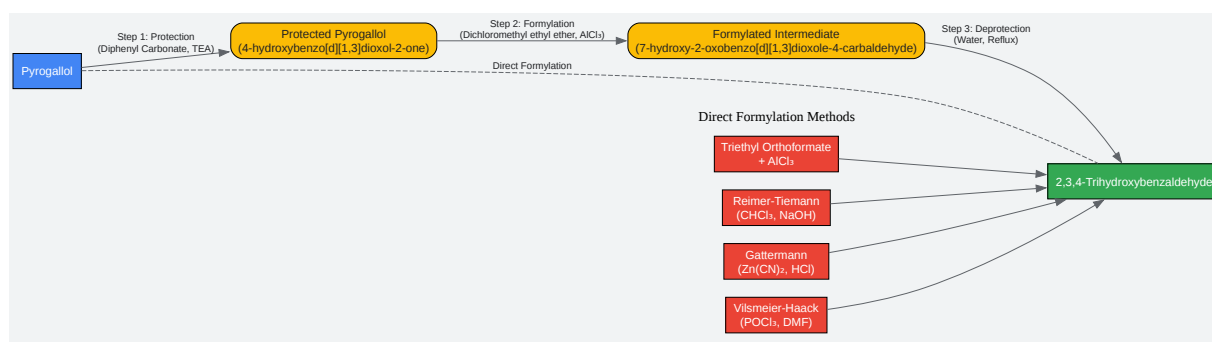 Pyrogallol
Step 1: Protection
(Diphenyl Carbonate, TEA)
Protected Pyrogallol
(4-hydroxybenzo[d][1,3]dioxol-2-one)
Step 2: Formylation
(Dichloromethyl ethyl ether, AlCl₃)
Formylated Intermediate
(7-hydroxy-2-oxobenzo[d][1,3]dioxole-4-carbaldehyde)
Step 3: Deprotection
(Water, Reflux)
Direct Formylation
Direct Formylation Methods
Triethyl Orthoformate
+ AlCl₃
Reimer-Tiemann
(CHCl₃, NaOH)
Gattermann
(Zn(CN)₂, HCl)
Vilsmeier-Haack
(POCl₃, DMF)
2,3,4-Trihydroxybenzaldehyde